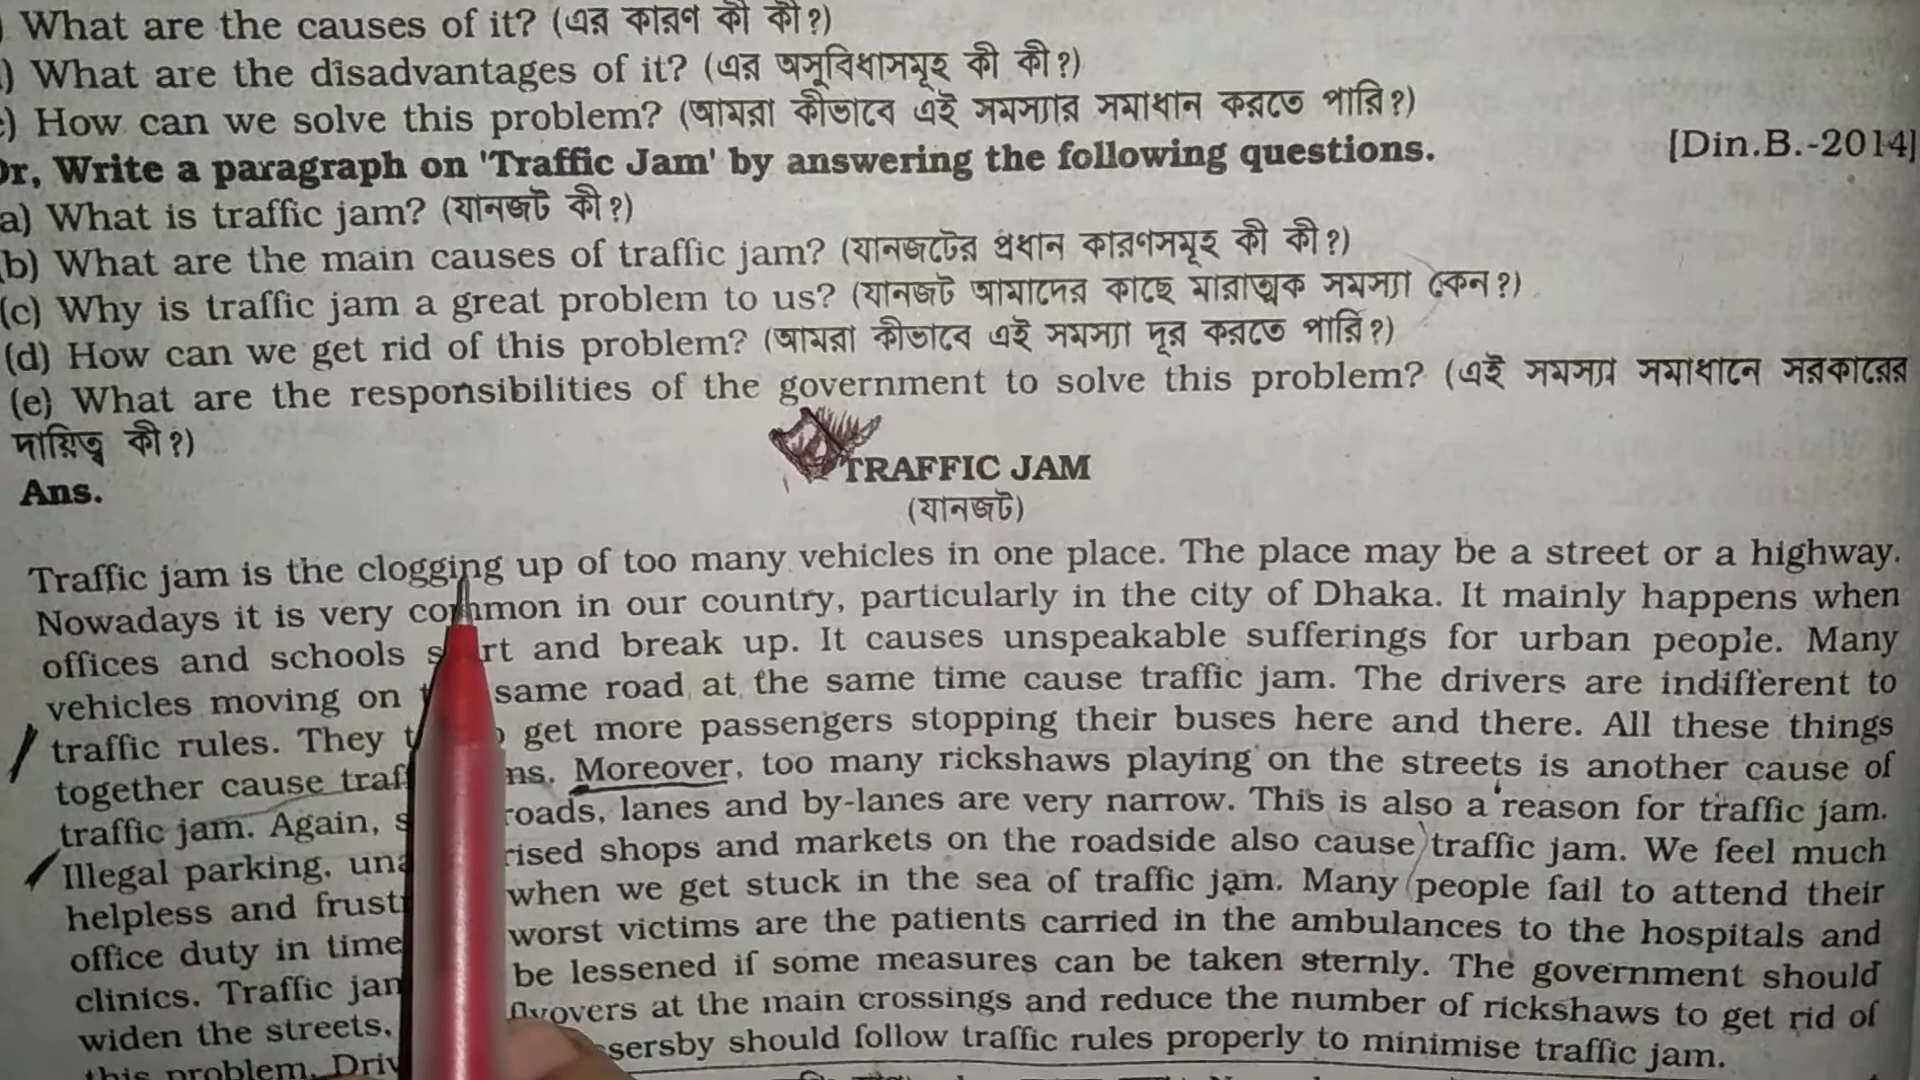 What are the causes of it? (এর কারণ কী কী?)
) What are the disadvantages of it? (এর অসুবিধাসমূহ কী কী?)
) How can we solve this problem? (আমরা কীভাবে এই সমস্যার সমাধান করতে পারি?)
Or, Write a paragraph on 'Traffic Jam' by answering the following questions. [Din.B.-2014]
a) What is traffic jam? (যানজট কী?)
(b) What are the main causes of traffic jam? (যানজটের প্রধান কারণসমূহ কী কী?)
(c) Why is traffic jam a great problem to us? (যানজট আমাদের কাছে মারাত্মক সমস্যা কেন?)
(d) How can we get rid of this problem? (আমরা কীভাবে এই সমস্যা দূর করতে পারি?)
(e) What are the responsibilities of the government to solve this problem? (এই সমস্যা সমাধানে সরকারের
দায়িত্ব কী?)
TRAFFIC JAM
Ans.
(যানজট)
Traffic jam is the clogging up of too many vehicles in one place. The place may be a street or a highway.
Nowadays it is very common in our country, particularly in the city of Dhaka. It mainly happens when
offices and schools and break up. It causes unspeakable sufferings for urban people. Many
vehicles moving on same road at the same time cause traffic jam. The drivers are indifferent to
traffic rules. They get more passengers stopping their buses here and there. All these things
together cause Moreover, too many rickshaws playing on the streets is another cause of
traffic jam. Again, roads, lanes and by-lanes are very narrow. This is also a reason for traffic jam.
Illegal parking, shops and markets on the roadside also cause traffic jam. We feel much
helpless and when we get stuck in the sea of traffic jam. Many people fail to attend their
office duty in time worst victims are the patients carried in the ambulances to the hospitals and
clinics. Traffic be lessened if some measures can be taken sternly. The government should
widen the streets, flyovers at the main crossings and reduce the number of rickshaws to get rid of
this problem. should follow traffic rules properly to minimise traffic jam.